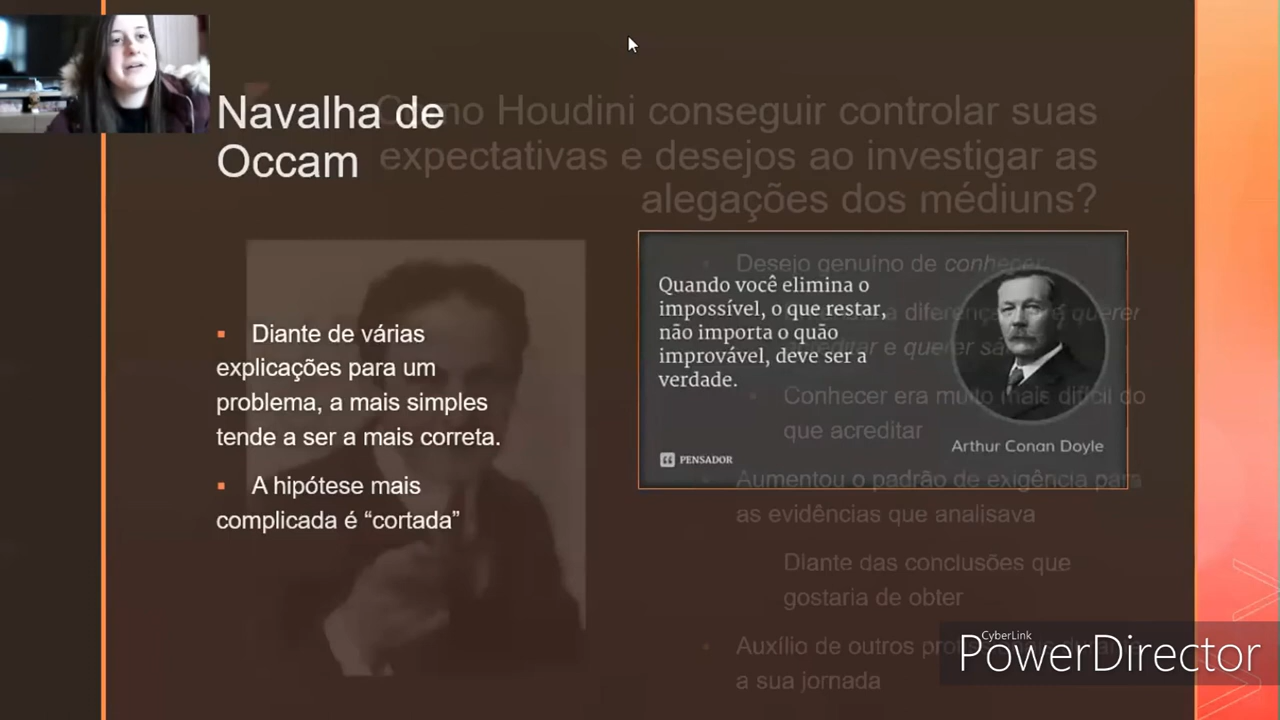 Navalha de
Occam
Diante de várias
explicações para um
problema, a mais simples
tende a ser a mais correta.
A hipótese mais
complicada é “cortada”
Quando você elimina o
impossível, o que restar,
não importa o quão
improvável, deve ser a
verdade.
PENSADOR
Arthur Conan Doyle
Houdini conseguir controlar suas
expectativas e desejos ao investigar as
alegações dos médiuns?
Desejo genuíno de conhecer
a diferença querer
acreditar e querer
Conhecer era muito mais difícil do
que acreditar
Aumentou o padrão de exigência para
as evidências que analisava
Diante das conclusões que
gostaria de obter
Auxílio de outros
a sua jornada
CyberLink
PowerDirector